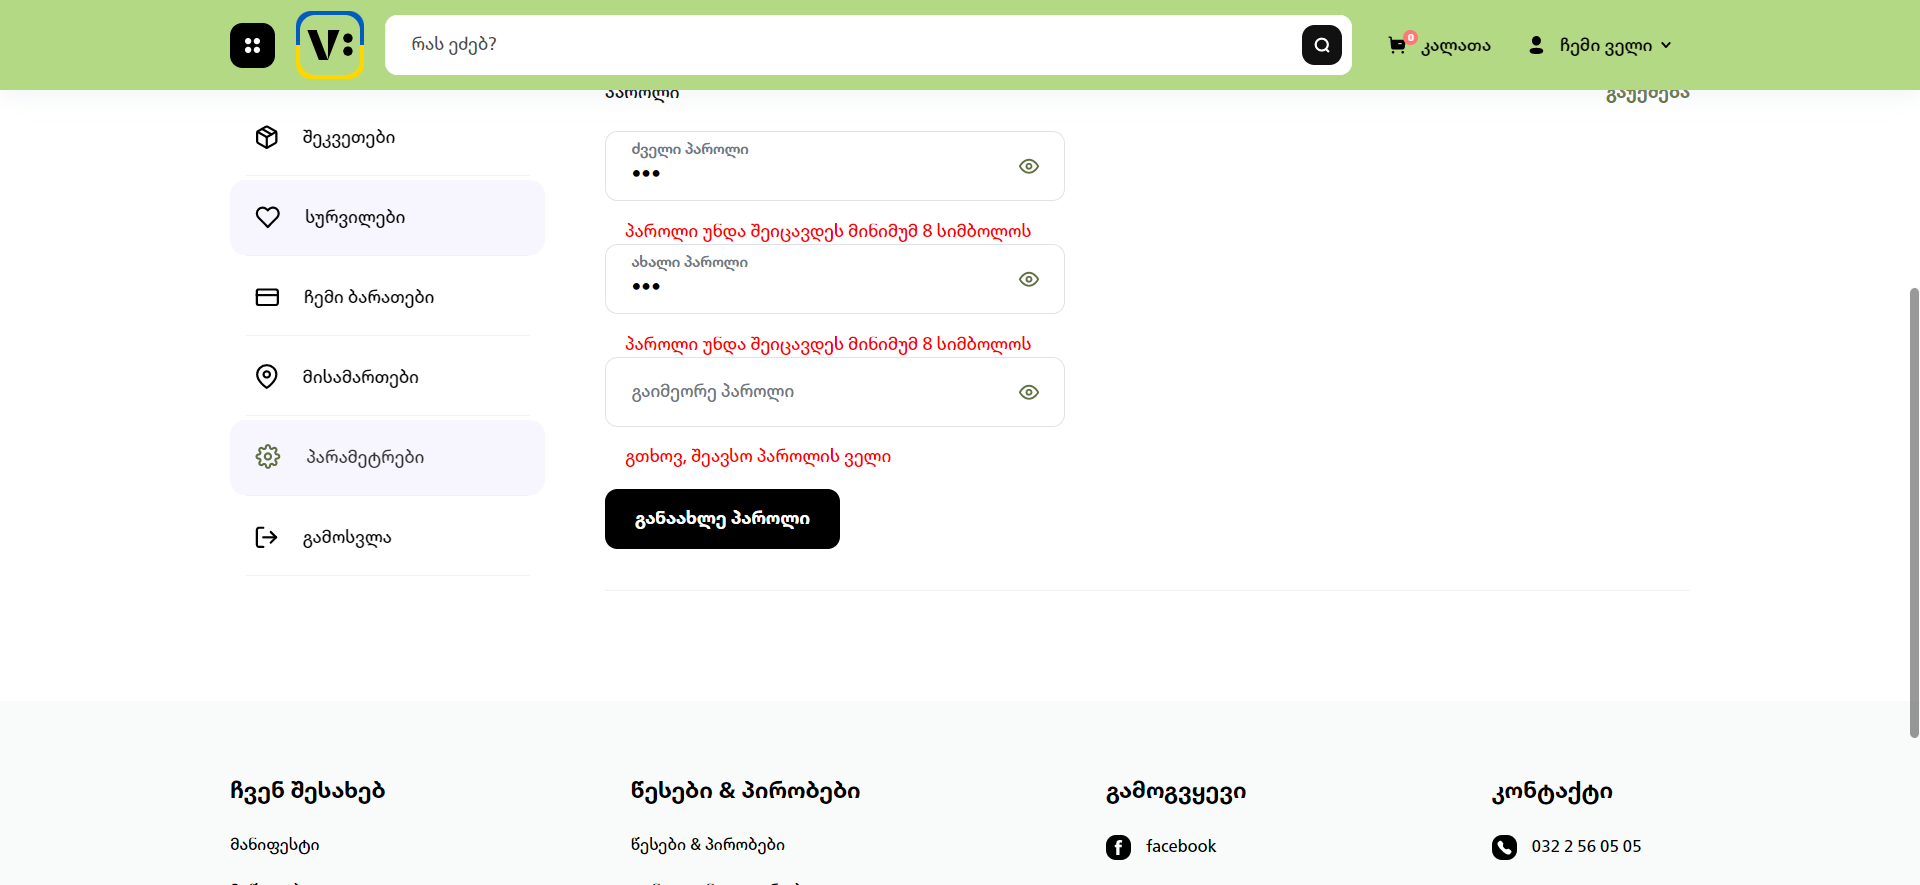 V:
რას ეძებ?
0
კალათა
ჩემი ველი
პაროლი
გაუქმება
შეკვეთები
სურვილები
ჩემი ბარათები
მისამართები
პარამეტრები
გამოსვლა
ძველი პაროლი
•••
პაროლი უნდა შეიცავდეს მინიმუმ 8 სიმბოლოს
ახალი პაროლი
•••
პაროლი უნდა შეიცავდეს მინიმუმ 8 სიმბოლოს
გაიმეორე პაროლი
გთხოვ, შეავსო პაროლის ველი
განაახლე პაროლი
ჩვენ შესახებ
მანიფესტი
წესები & პირობები
წესები & პირობები
გამოგვყევი
facebook
კონტაქტი
032 2 56 05 05